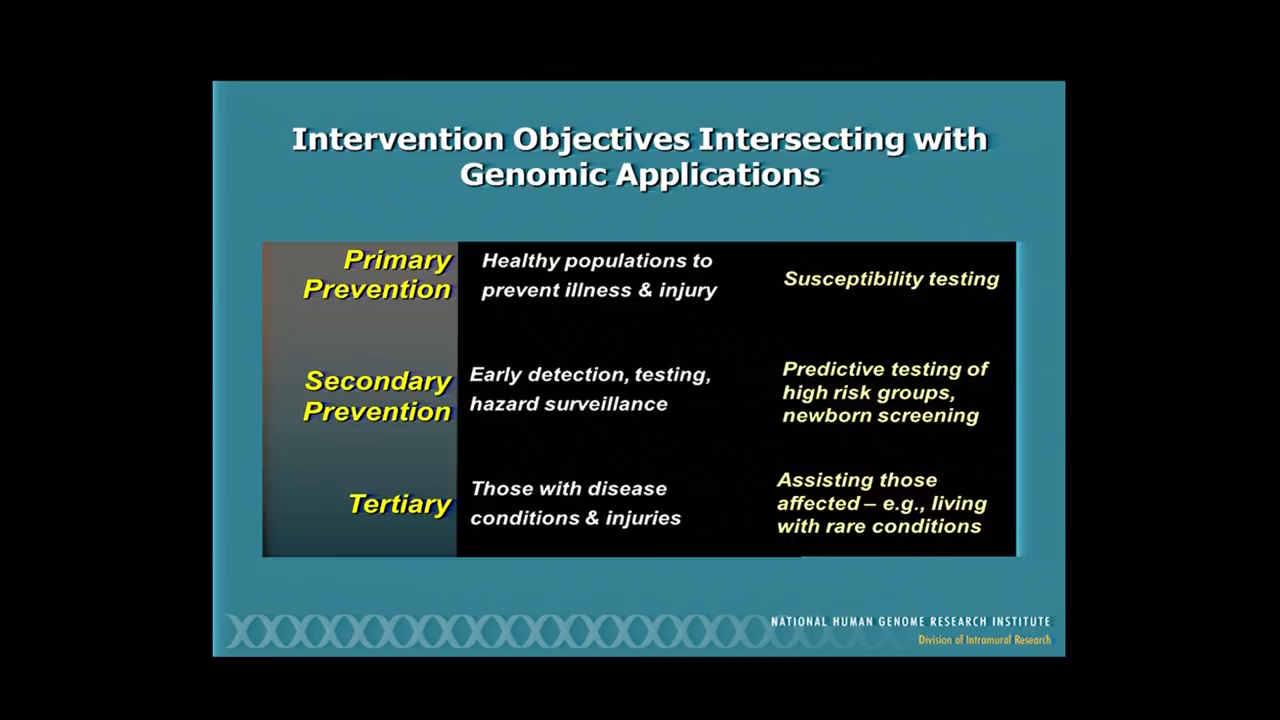 Intervention Objectives Intersecting with
Genomic Applications
Primary
Prevention
Healthy populations to
prevent illness & injury
Susceptibility testing
Secondary
Prevention
Early detection, testing,
hazard surveillance
Predictive testing of
high risk groups,
newborn screening
Tertiary
Those with disease
conditions & injuries
Assisting those
affected – e.g., living
with rare conditions
NATIONAL HUMAN GENOME RESEARCH INSTITUTE
Division of Intramural Research